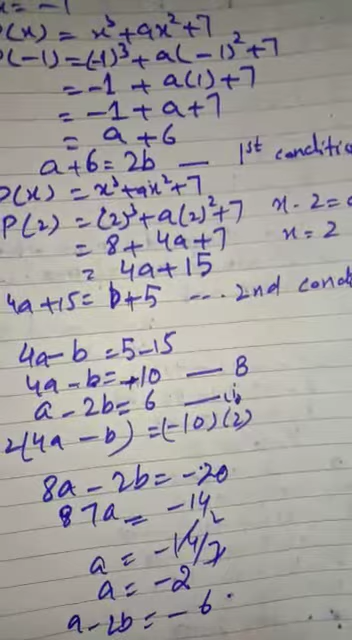 x = -1
P(x) = x³+ax²+7
P(-1) = (-1)³+a(-1)²+7
= -1 + a(1)+7
= -1 + a+7
= a+6
a+6=2b — 1st condition
P(x) = x³+ax²+7
P(2) = (2)³+a(2)²+7 x-2=0
= 8+4a+7 x=2
= 4a+15
4a+15= b+5 ... 2nd cond
4a-b =5-15
4a-b= -10 — B
a-2b= 6 —
2(4a-b)=(-10)(2)
8a-2b= -20
7a= -14
a = -14/7
a= -2
a-2b= -6.